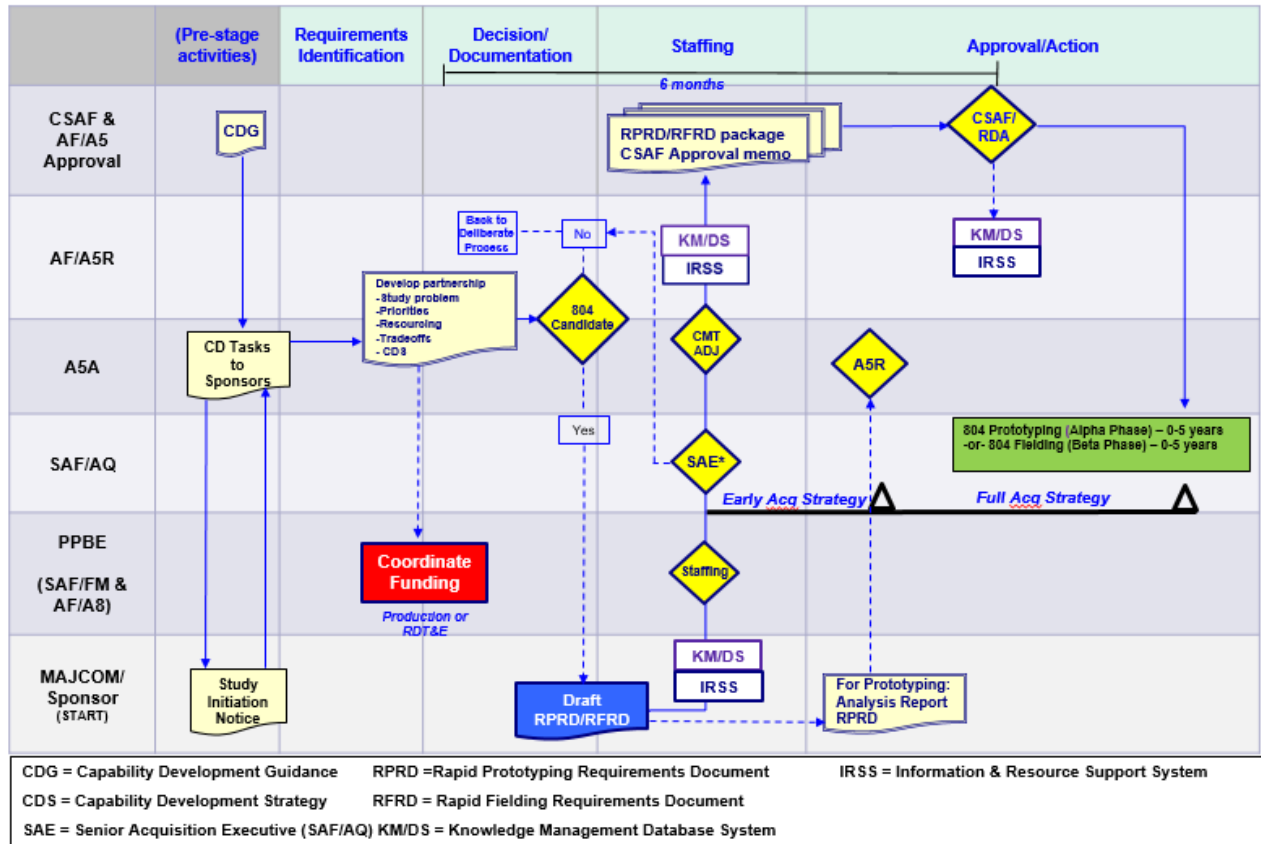 (Pre-stage
activities)
Requirements
Identification
Decision/
Documentation
Staffing
Approval/Action
6 months
CSAF &
AF/A5
Approval
CDG
RPRD/RFRD package
CSAF Approval memo
CSAF/
RDA
AF/A5R
Back to
Deliberate
Process
No
KM/DS
IRSS
KM/DS
IRSS
Develop partnership
-Study problem
-Priorities
-Resourcing
-Tradeoffs
- CDS
804
Candidate
A5A
CD Tasks
to
Sponsors
CMT
ADJ
A5R
SAF/AQ
Yes
SAE*
804 Prototyping (Alpha Phase) – 0-5 years
-or- 804 Fielding (Beta Phase) – 0-5 years
Early Acq Strategy
Full Acq Strategy
PPBE
(SAF/FM &
AF/A8)
Coordinate
Funding
Production or
RDT&E
Staffing
MAJCOM/
Sponsor
(START)
Study
Initiation
Notice
Draft
RPRD/RFRD
KM/DS
IRSS
For Prototyping:
Analysis Report
RPRD
CDG = Capability Development Guidance
RPRD =Rapid Prototyping Requirements Document
IRSS = Information & Resource Support System
CDS = Capability Development Strategy
RFRD = Rapid Fielding Requirements Document
SAE = Senior Acquisition Executive (SAF/AQ) KM/DS = Knowledge Management Database System